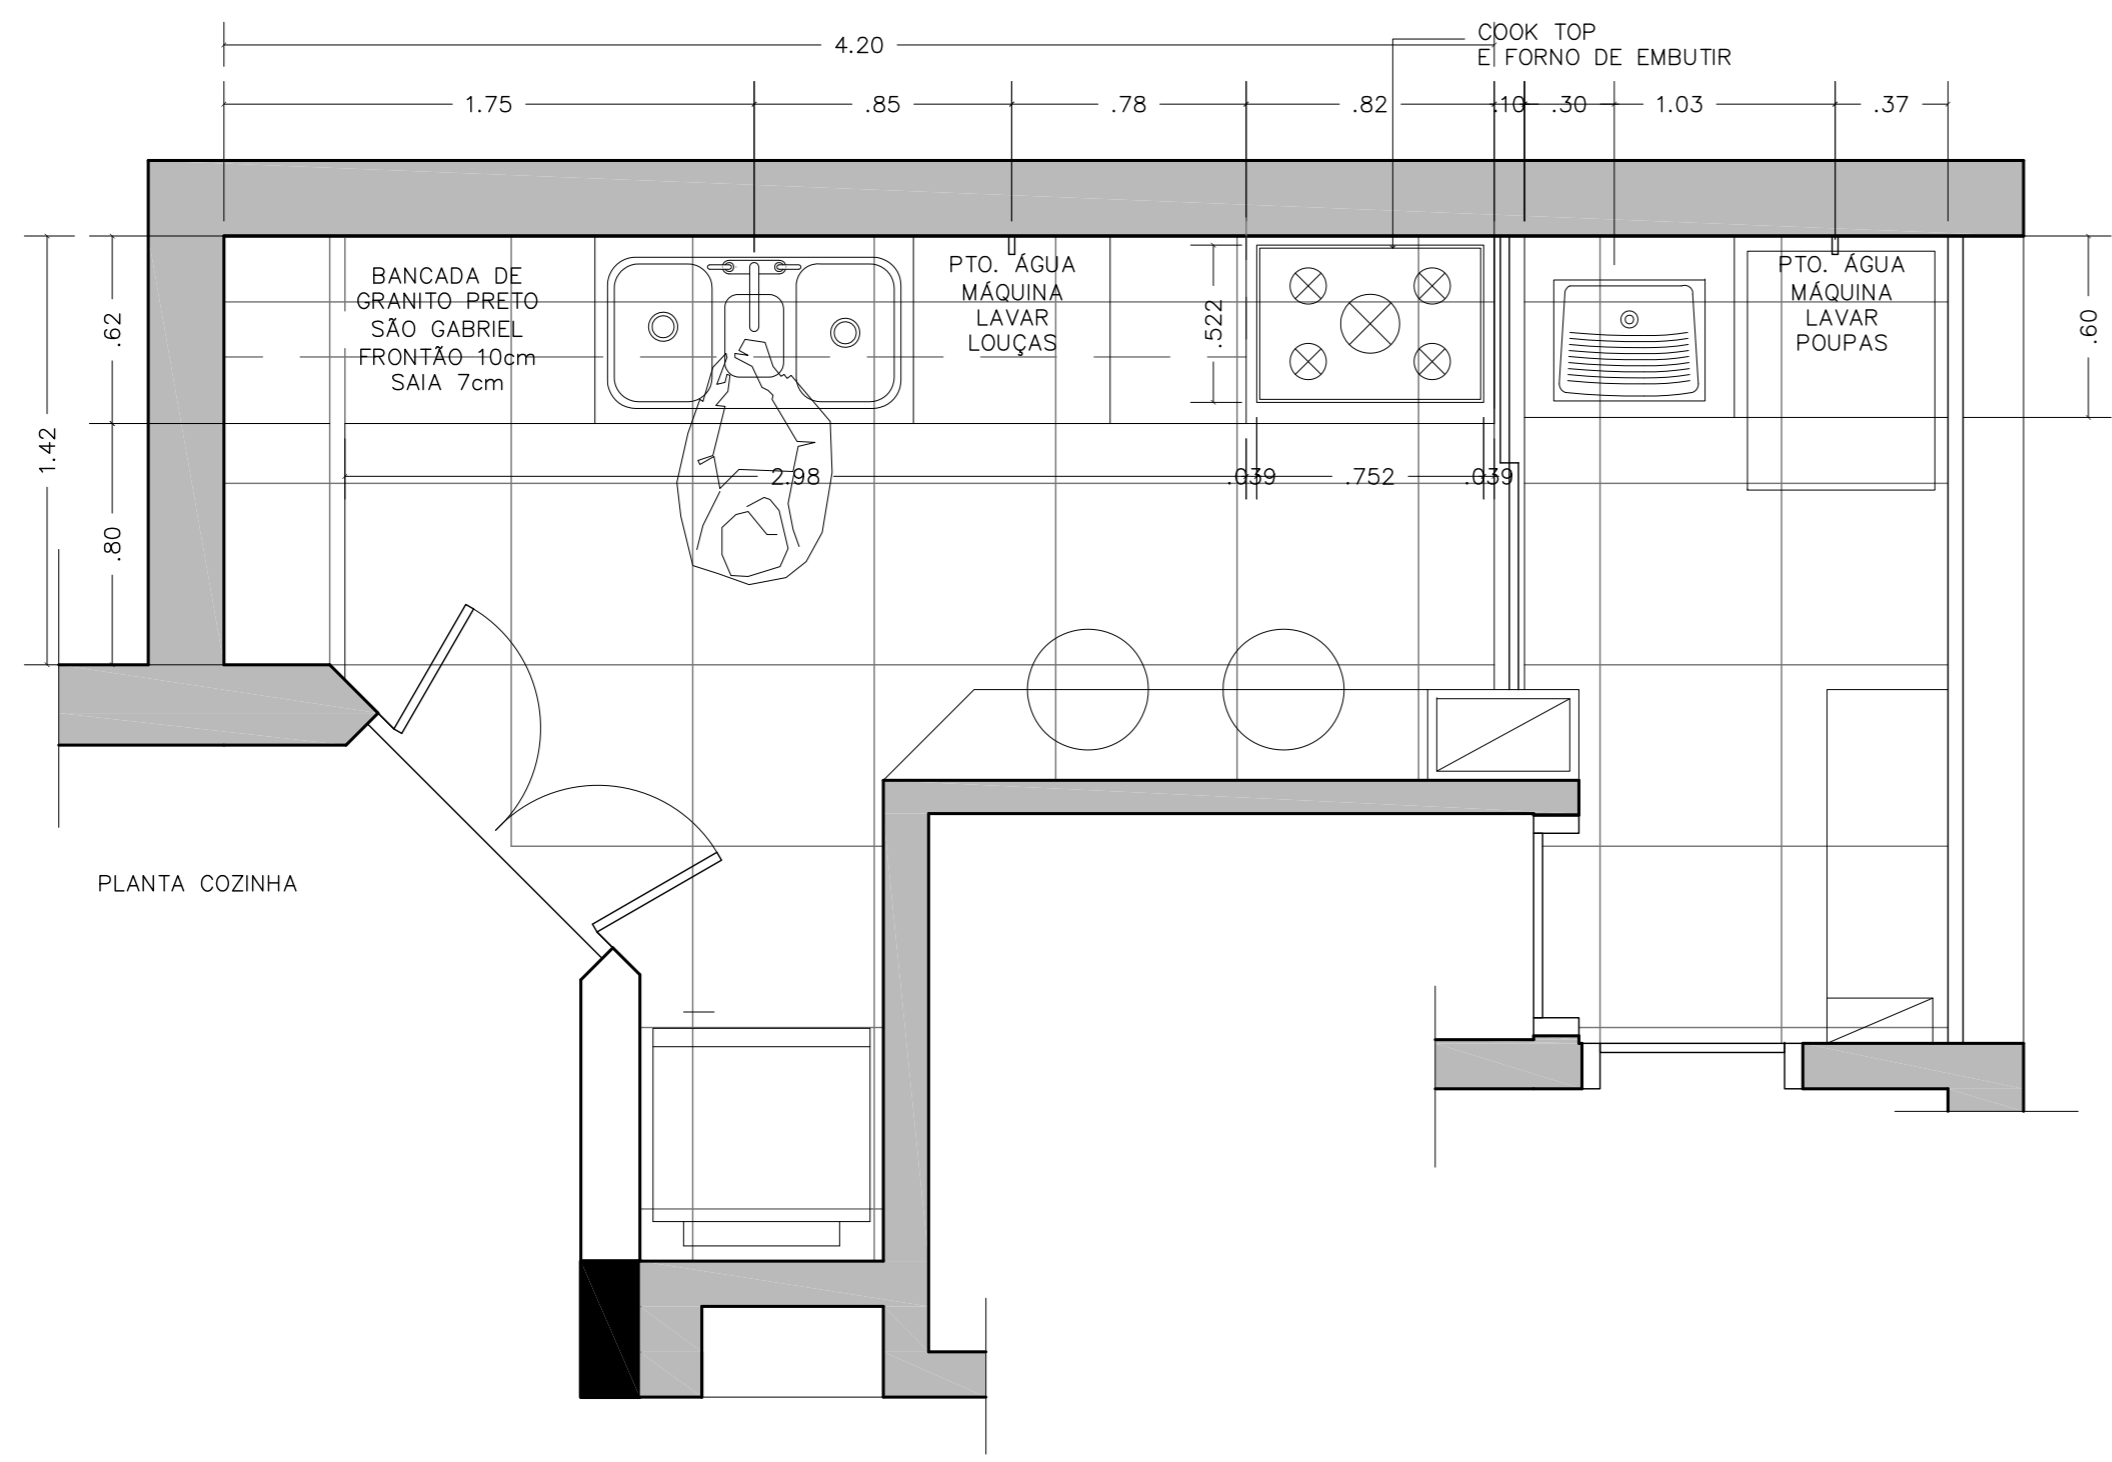 4.20
COOK TOP
E FORNO DE EMBUTIR
1.75
.85
.78
.82
.10
.30
1.03
.37
BANCADA DE
GRANITO PRETO
SÃO GABRIEL
FRONTÃO 10cm
SAIA 7cm
PTO. ÁGUA
MÁQUINA
LAVAR
LOUÇAS
.522
PTO. ÁGUA
MÁQUINA
LAVAR
POUPAS
.60
.62
1.42
.80
2.98
.039
.752
.039
PLANTA COZINHA